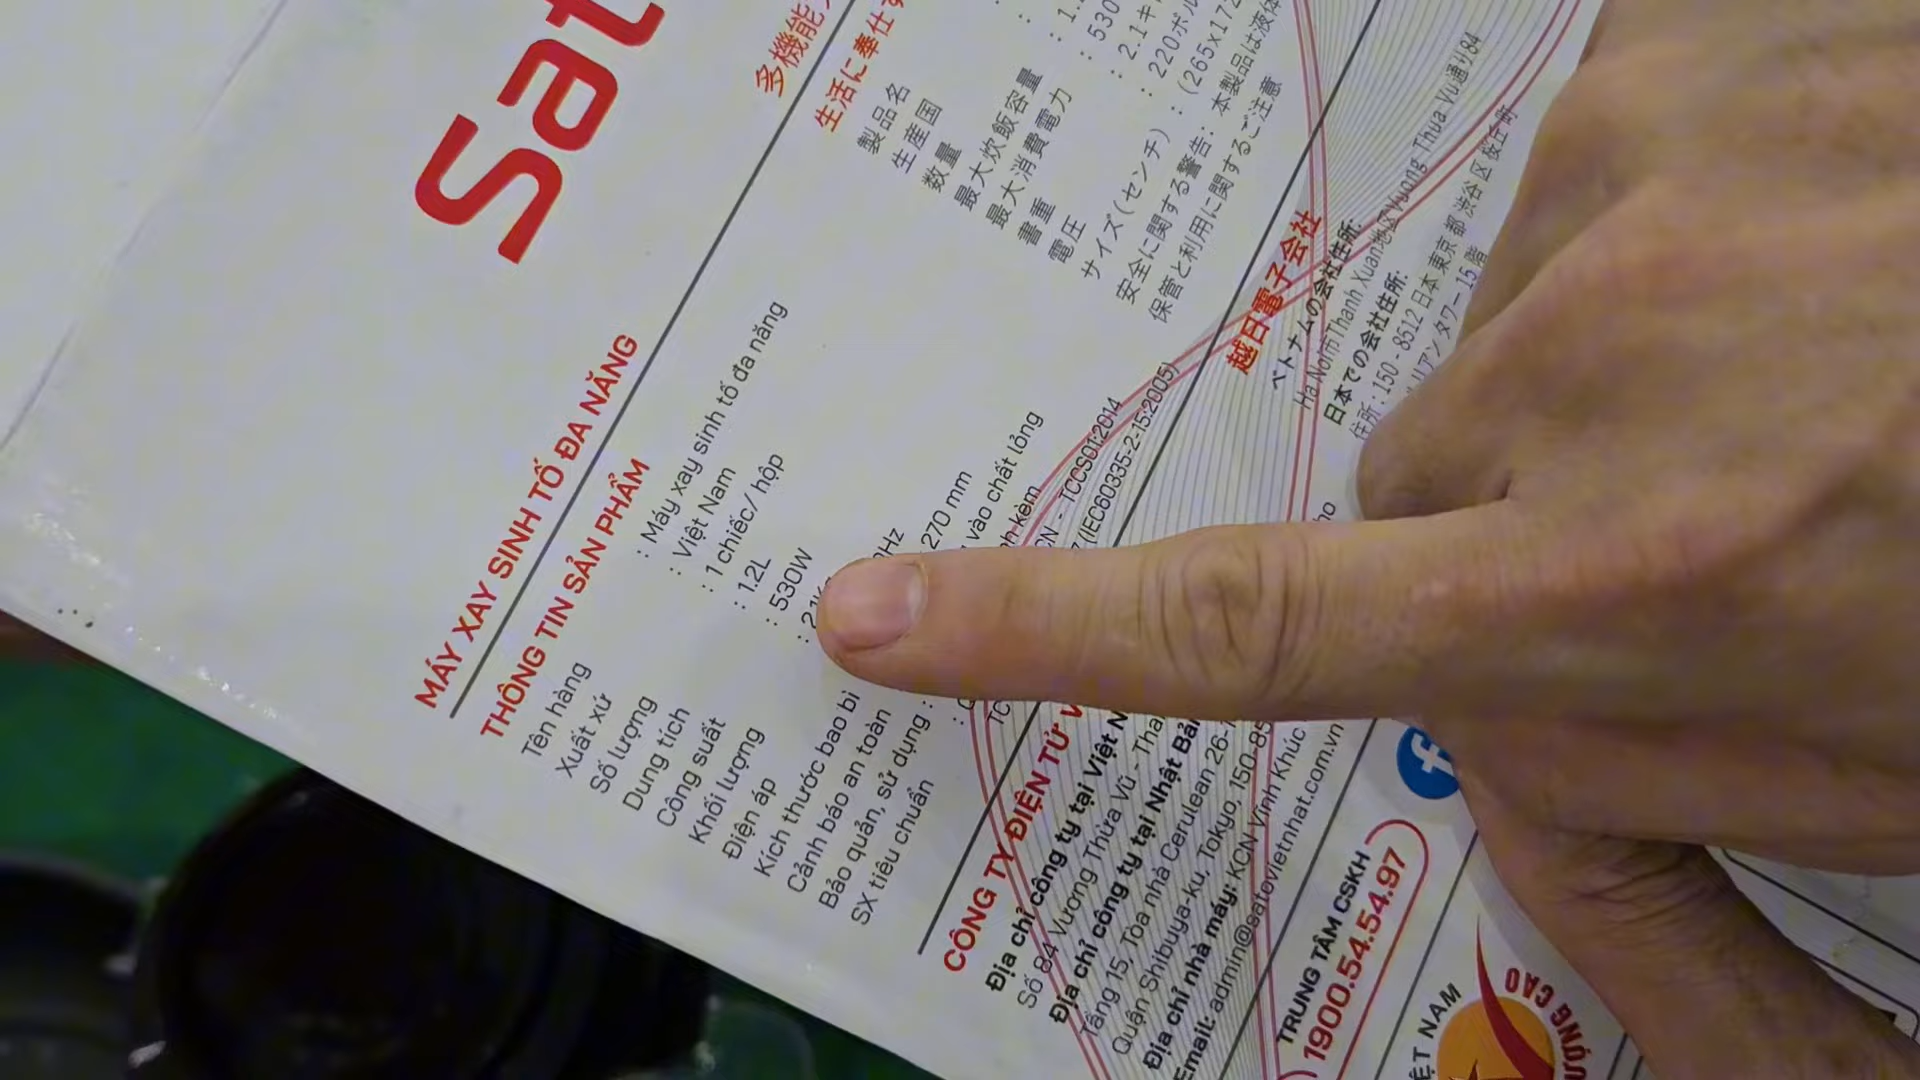 Sat
MÁY XAY SINH TỐ ĐA NĂNG
THÔNG TIN SẢN PHẨM
Tên hàng : Máy xay sinh tố đa năng
Xuất xứ : Việt Nam
Số lượng : 1 chiếc/ hộp
Dung tích : 1.2L
Công suất : 530W
Khối lượng : 2.1K
Điện áp
Kích thước bao bì 270 mm
Cảnh báo an toàn : vào chất lỏng
Bảo quản, sử dụng : kèm
SX tiêu chuẩn : - TCCS01:2014
(IEC60335-2-15:2005)
CÔNG TY ĐIỆN TỬ
Địa chỉ công ty tại Việt
Số 84 Vương Thừa Vũ -
Địa chỉ công ty tại Nhật
Tầng 15, Tòa nhà Cerulean 26-
Quận Shibuya-ku, Tokyo, 150-85
Địa chỉ nhà máy: KCN Vĩnh Khúc
Email: admin@satovietnhat.com.vn
TRUNG TÂM CSKH
1900.54.54.97
多機能
生活に奉仕す
製品名 :
生産国 :
数量
最大炊飯容量 : 1.
最大消費電力 : 530
書重 : 2.1キ
電圧 : 220ボル
サイズ(センチ) : (265x172
安全に関する警告: 本製品は液体
保管と利用に関するご注意
越日電子会社
ベトナムの会社住所:
Ha Noi市Thanh Xuan地区Vuong Thua Vu通り84
日本での会社住所:
住所 : 150 - 8512 日本東京都渋谷区桜丘町
リアンタワー 15 階